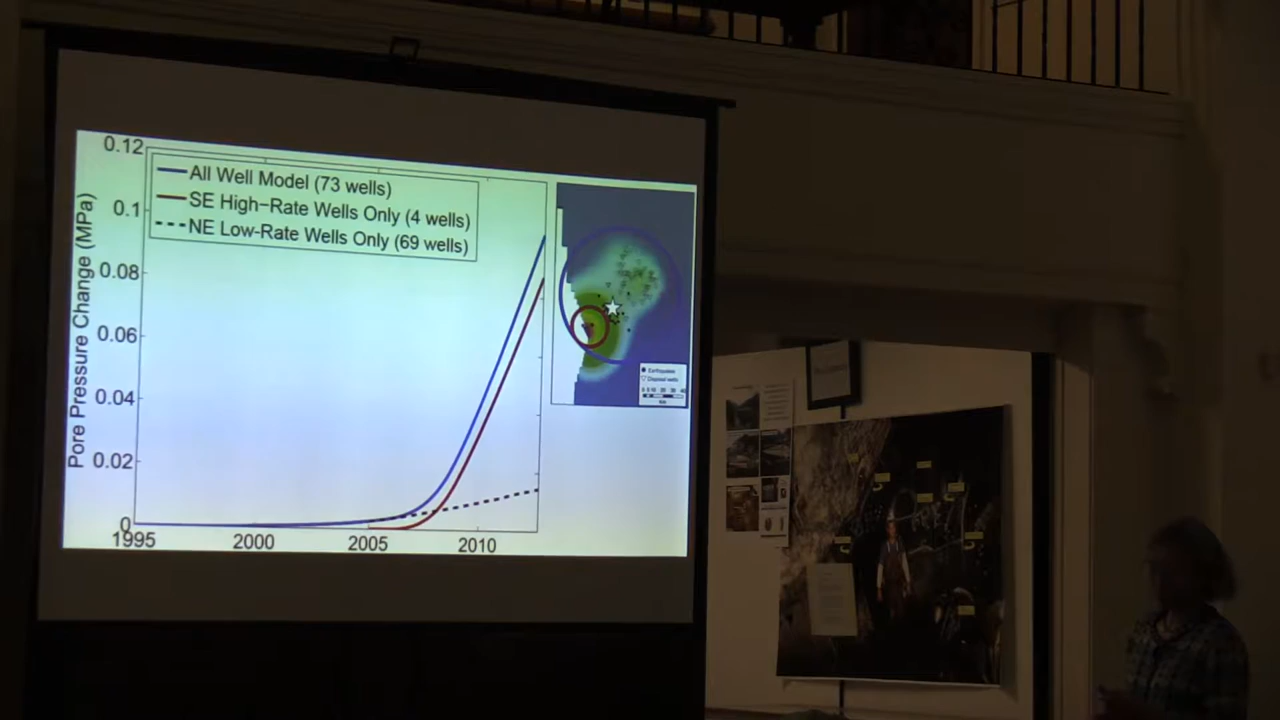 0.12
0.1
0.08
0.06
0.04
0.02
0
Pore Pressure Change (MPa)
All Well Model (73 wells)
SE High-Rate Wells Only (4 wells)
NE Low-Rate Wells Only (69 wells)
1995
2000
2005
2010
Earthquakes
Disposal wells